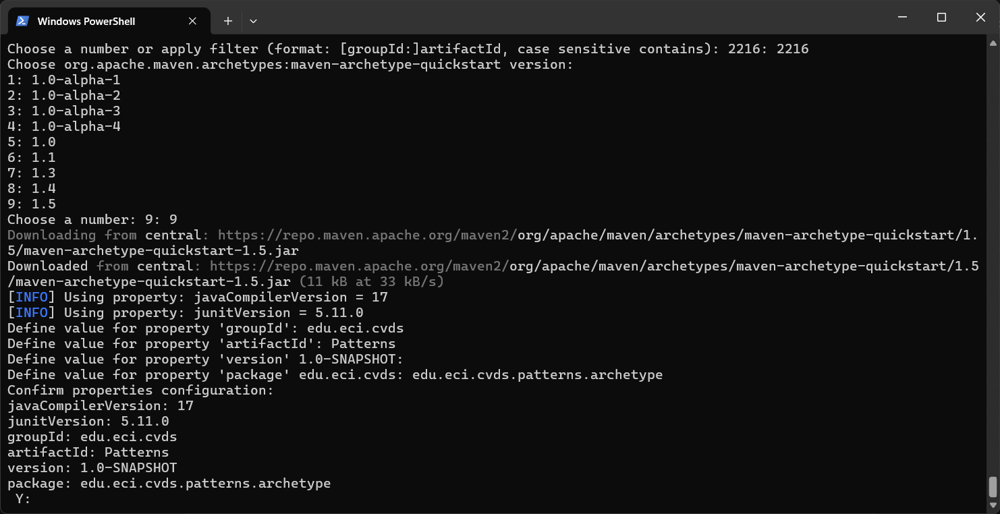 Windows PowerShell
Choose a number or apply filter (format: [groupId:]artifactId, case sensitive contains): 2216: 2216
Choose org.apache.maven.archetypes:maven-archetype-quickstart version:
1: 1.0-alpha-1
2: 1.0-alpha-2
3: 1.0-alpha-3
4: 1.0-alpha-4
5: 1.0
6: 1.1
7: 1.3
8: 1.4
9: 1.5
Choose a number: 9: 9
Downloading from central: https://repo.maven.apache.org/maven2/org/apache/maven/archetypes/maven-archetype-quickstart/1.
5/maven-archetype-quickstart-1.5.jar
Downloaded from central: https://repo.maven.apache.org/maven2/org/apache/maven/archetypes/maven-archetype-quickstart/1.5
/maven-archetype-quickstart-1.5.jar (11 kB at 33 kB/s)
[INFO] Using property: javaCompilerVersion = 17
[INFO] Using property: junitVersion = 5.11.0
Define value for property 'groupId': edu.eci.cvds
Define value for property 'artifactId': Patterns
Define value for property 'version' 1.0-SNAPSHOT:
Define value for property 'package' edu.eci.cvds: edu.eci.cvds.patterns.archetype
Confirm properties configuration:
javaCompilerVersion: 17
junitVersion: 5.11.0
groupId: edu.eci.cvds
artifactId: Patterns
version: 1.0-SNAPSHOT
package: edu.eci.cvds.patterns.archetype
Y: